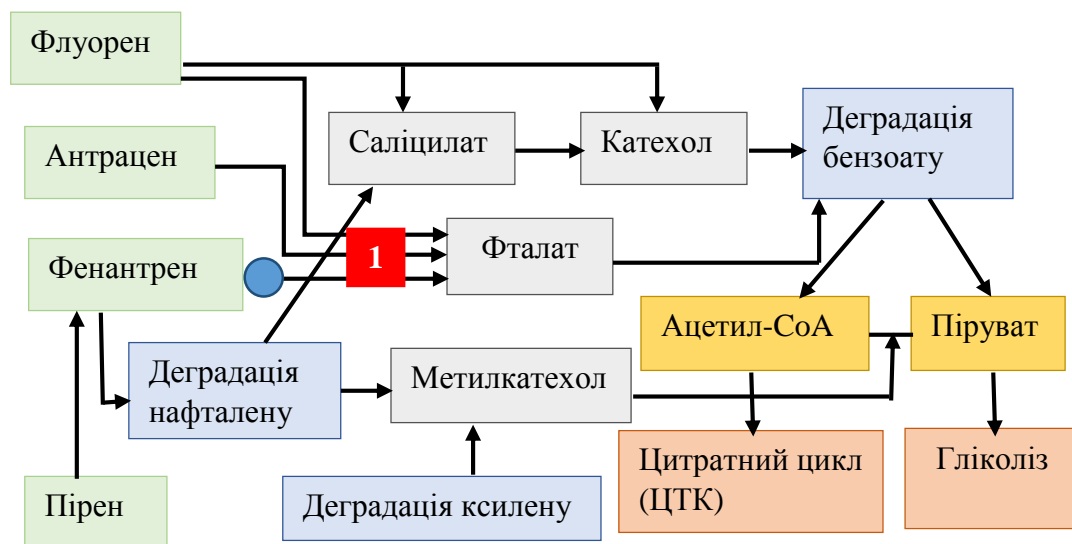 Флуорен
Антрацен
Саліцилат
Катехол
Деградація
бензоату
1
Фталат
Фенантрен
Ацетил-СоА
Піруват
Деградація
нафталену
Метилкатехол
Цитратний цикл
(ЦТК)
Гліколіз
Пірен
Деградація ксилену